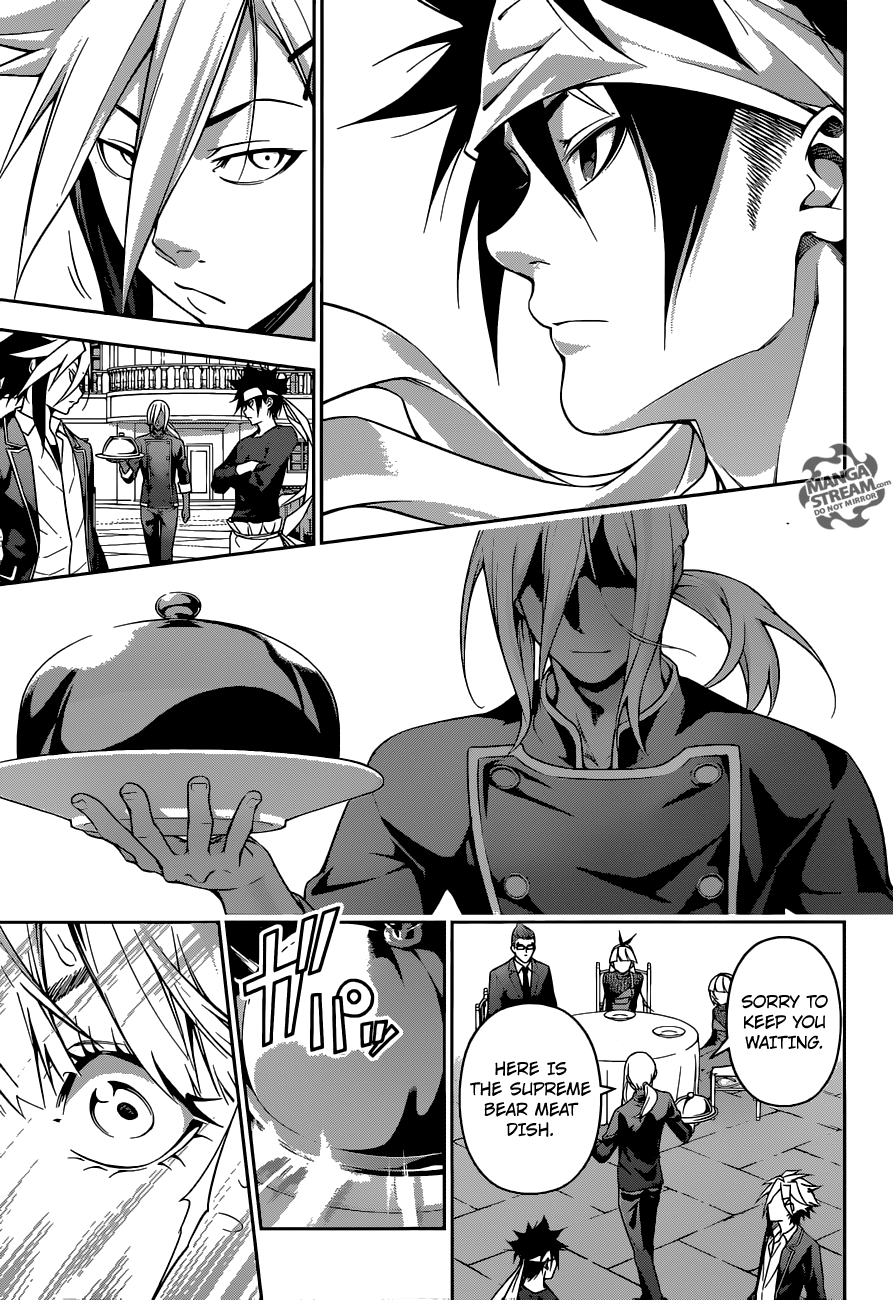 MANGA
STREAM.com
DO NOT MIRROR
SORRY TO
KEEP YOU
WAITING.
HERE IS
THE SUPREME
BEAR MEAT
DISH.
ガ
パッ